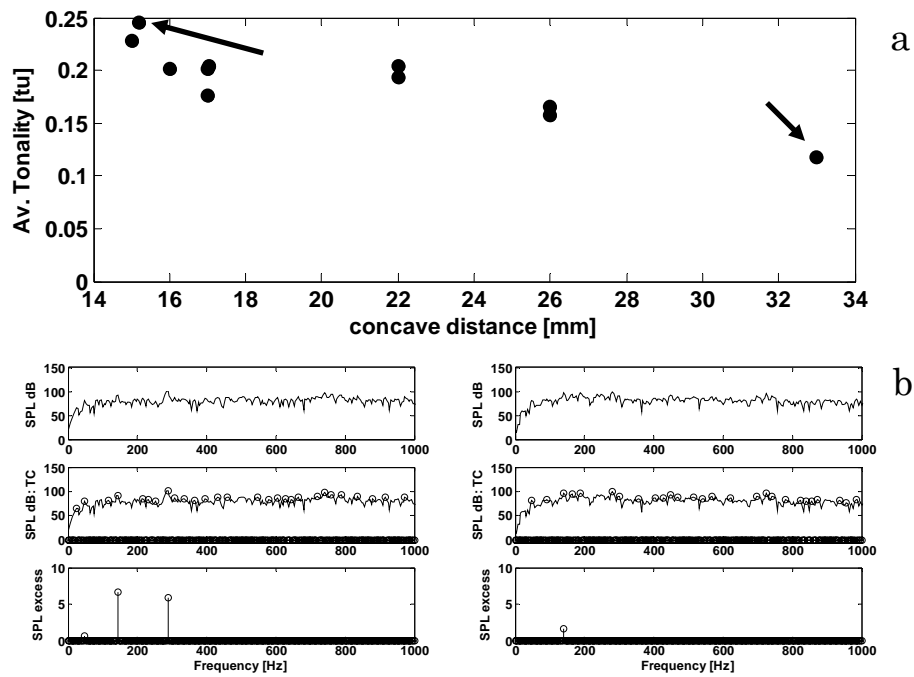 a
0.25
0.2
0.15
0.1
0.05
0
Av. Tonality [tu]
14 16 18 20 22 24 26 28 30 32 34
concave distance [mm]
b
150
100
50
0
SPL dB
0 200 400 600 800 1000
150
100
50
0
SPL dB
0 200 400 600 800 1000
150
100
50
0
SPL dB: TC
0 200 400 600 800 1000
150
100
50
0
SPL dB: TC
0 200 400 600 800 1000
10
5
0
SPL excess
0 200 400 600 800 1000
Frequency [Hz]
10
5
0
SPL excess
0 200 400 600 800 1000
Frequency [Hz]